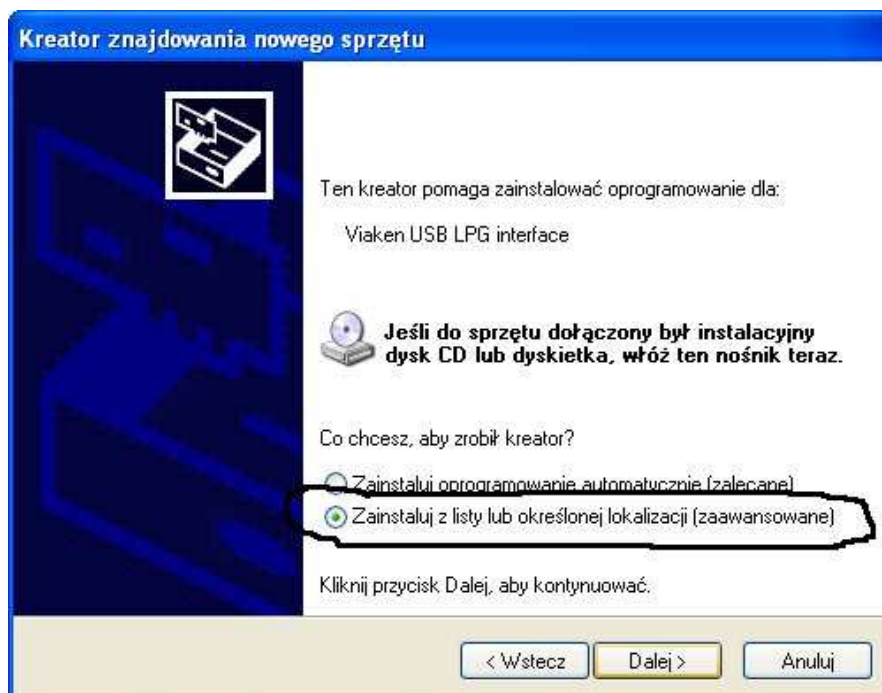 Kreator znajdowania nowego sprzętu
Ten kreator pomaga zainstalować oprogramowanie dla:
Viaken USB LPG interface
Jeśli do sprzętu dołączony był instalacyjny
dysk CD lub dyskietka, włóż ten nośnik teraz.
Co chcesz, aby zrobił kreator?
Zainstaluj oprogramowanie automatycznie (zalecane)
Zainstaluj z listy lub określonej lokalizacji (zaawansowane)
Kliknij przycisk Dalej, aby kontynuować.
< Wstecz
Dalej >
Anuluj